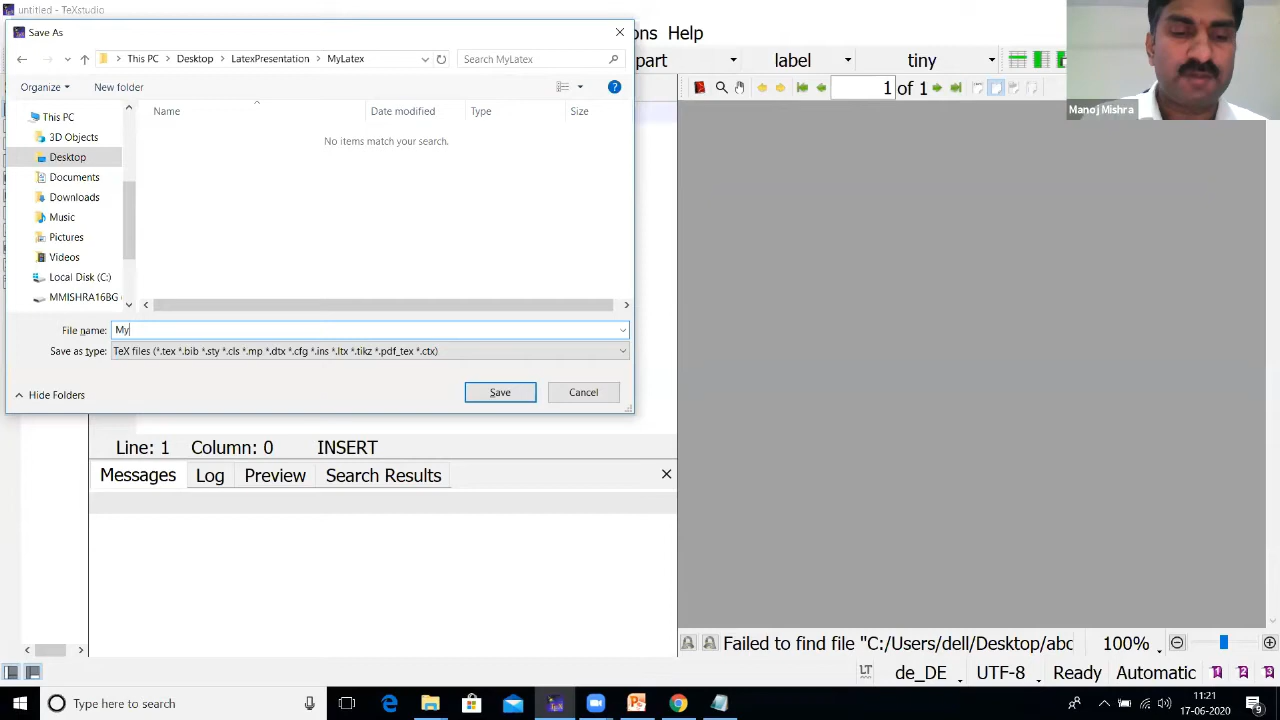 untitled - TeXstudio
Save As
ons Help
This PC Desktop LatexPresentation MyLatex
Search MyLatex
part label tiny
Organize New folder
1 of 1
Name Date modified Type Size
Manoj Mishra
This PC
No items match your search.
3D Objects
Desktop
Documents
Downloads
Music
Pictures
Videos
Local Disk (C:)
MMISHRA16BG
File name: My
Save as type: TeX files (*.tex *.bib *.sty *.cls *.mp *.dtx *.cfg *.ins *.ltx *.tikz *.pdf_tex *.ctx)
Hide Folders Save Cancel
Line: 1 Column: 0 INSERT
Messages Log Preview Search Results
Failed to find file "C:/Users/dell/Desktop/abc 100%
LT de_DE UTF-8 Ready Automatic
Type here to search
11:21
17-06-2020
9